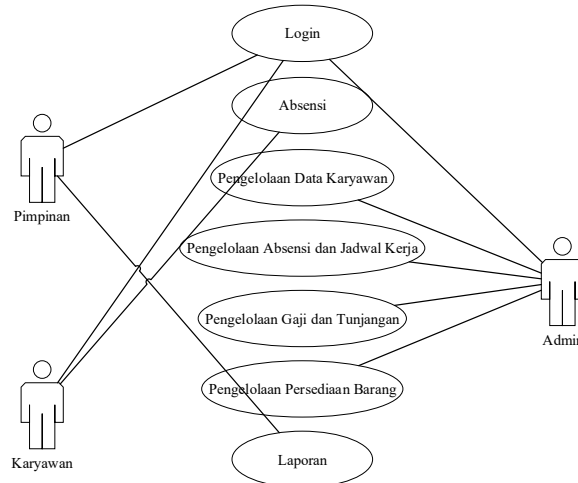 Login
Absensi
Pengelolaan Data Karyawan
Pimpinan
Pengelolaan Absensi dan Jadwal Kerja
Pengelolaan Gaji dan Tunjangan
Admin
Pengelolaan Persediaan Barang
Karyawan
Laporan